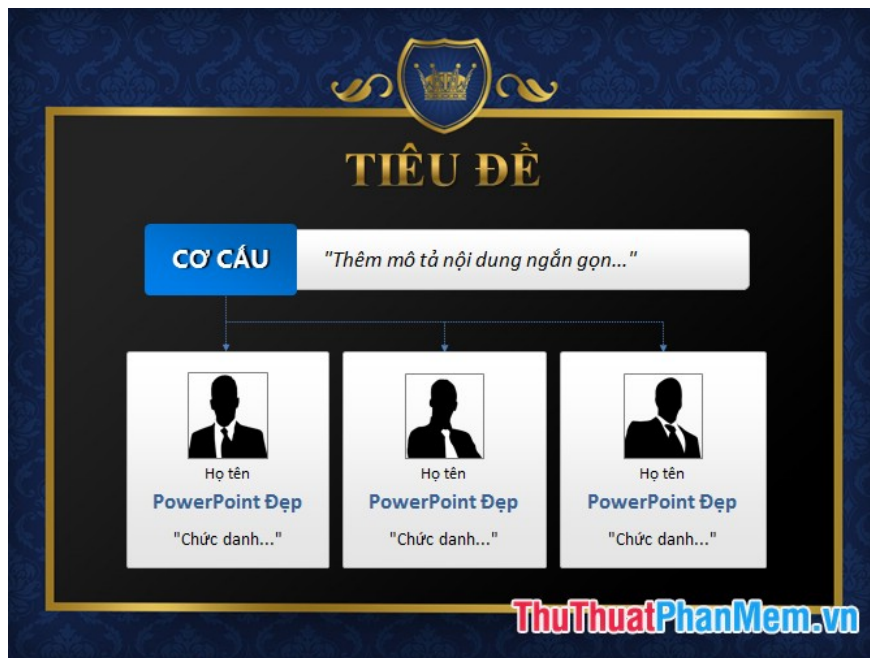 TIÊU ĐỀ
CƠ CẤU
"Thêm mô tả nội dung ngắn gọn..."
Họ tên
PowerPoint Đẹp
"Chức danh..."
Họ tên
PowerPoint Đẹp
"Chức danh..."
Họ tên
PowerPoint Đẹp
"Chức danh..."
ThuThuatPhanMem.vn